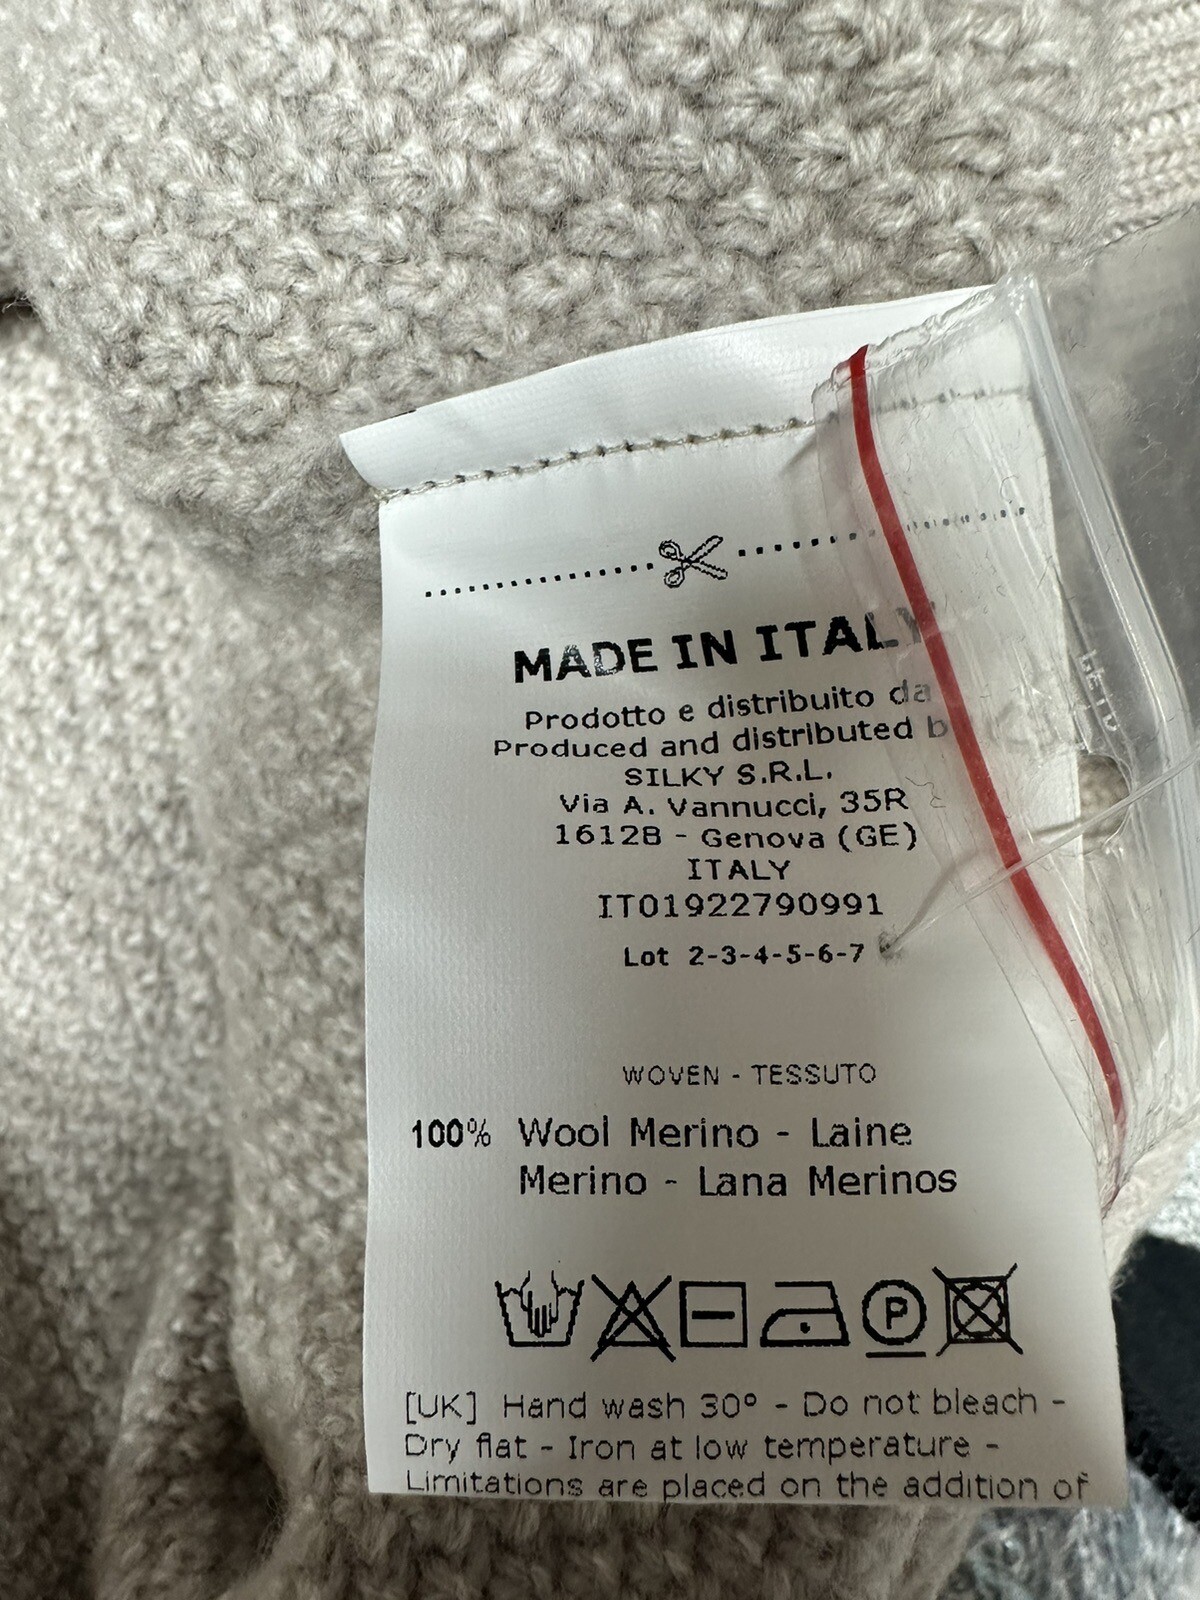 MADE IN ITALY
Prodotto e distribuito da
Produced and distributed b
SILKY S.R.L.
Via A. Vannucci, 35R
16128 - Genova (GE)
ITALY
IT01922790991
Lot 2-3-4-5-6-7
WOVEN - TESSUTO
100% Wool Merino - Laine
Merino - Lana Merinos
P
[UK] Hand wash 30° - Do not bleach -
Dry flat - Iron at low temperature -
Limitations are placed on the addition of